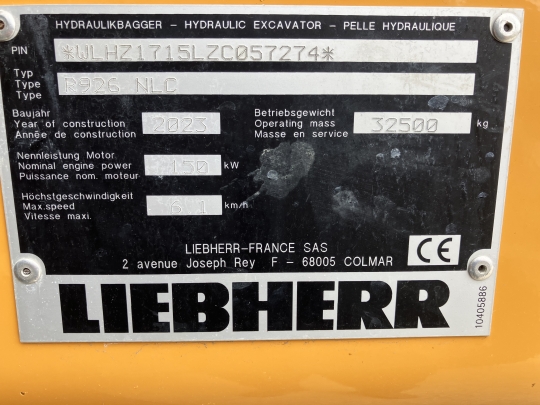 HYDRAULIKBAGGER – HYDRAULIC EXCAVATOR – PELLE HYDRAULIQUE
PIN *WLHZ1715LZC057274*
Typ
Type
Type
R926 NLC
Baujahr
Year of construction
Année de construction
2023
Betriebsgewicht
Operating mass
Masse en service
32500 kg
Nennleistung Motor
Nominal engine power
Puissance nom. moteur
150 kW
Höchstgeschwindigkeit
Max.speed
Vitesse maxi.
km/h
LIEBHERR–FRANCE SAS
2 avenue Joseph Rey F – 68005 COLMAR
CE
LIEBHERR
10405886